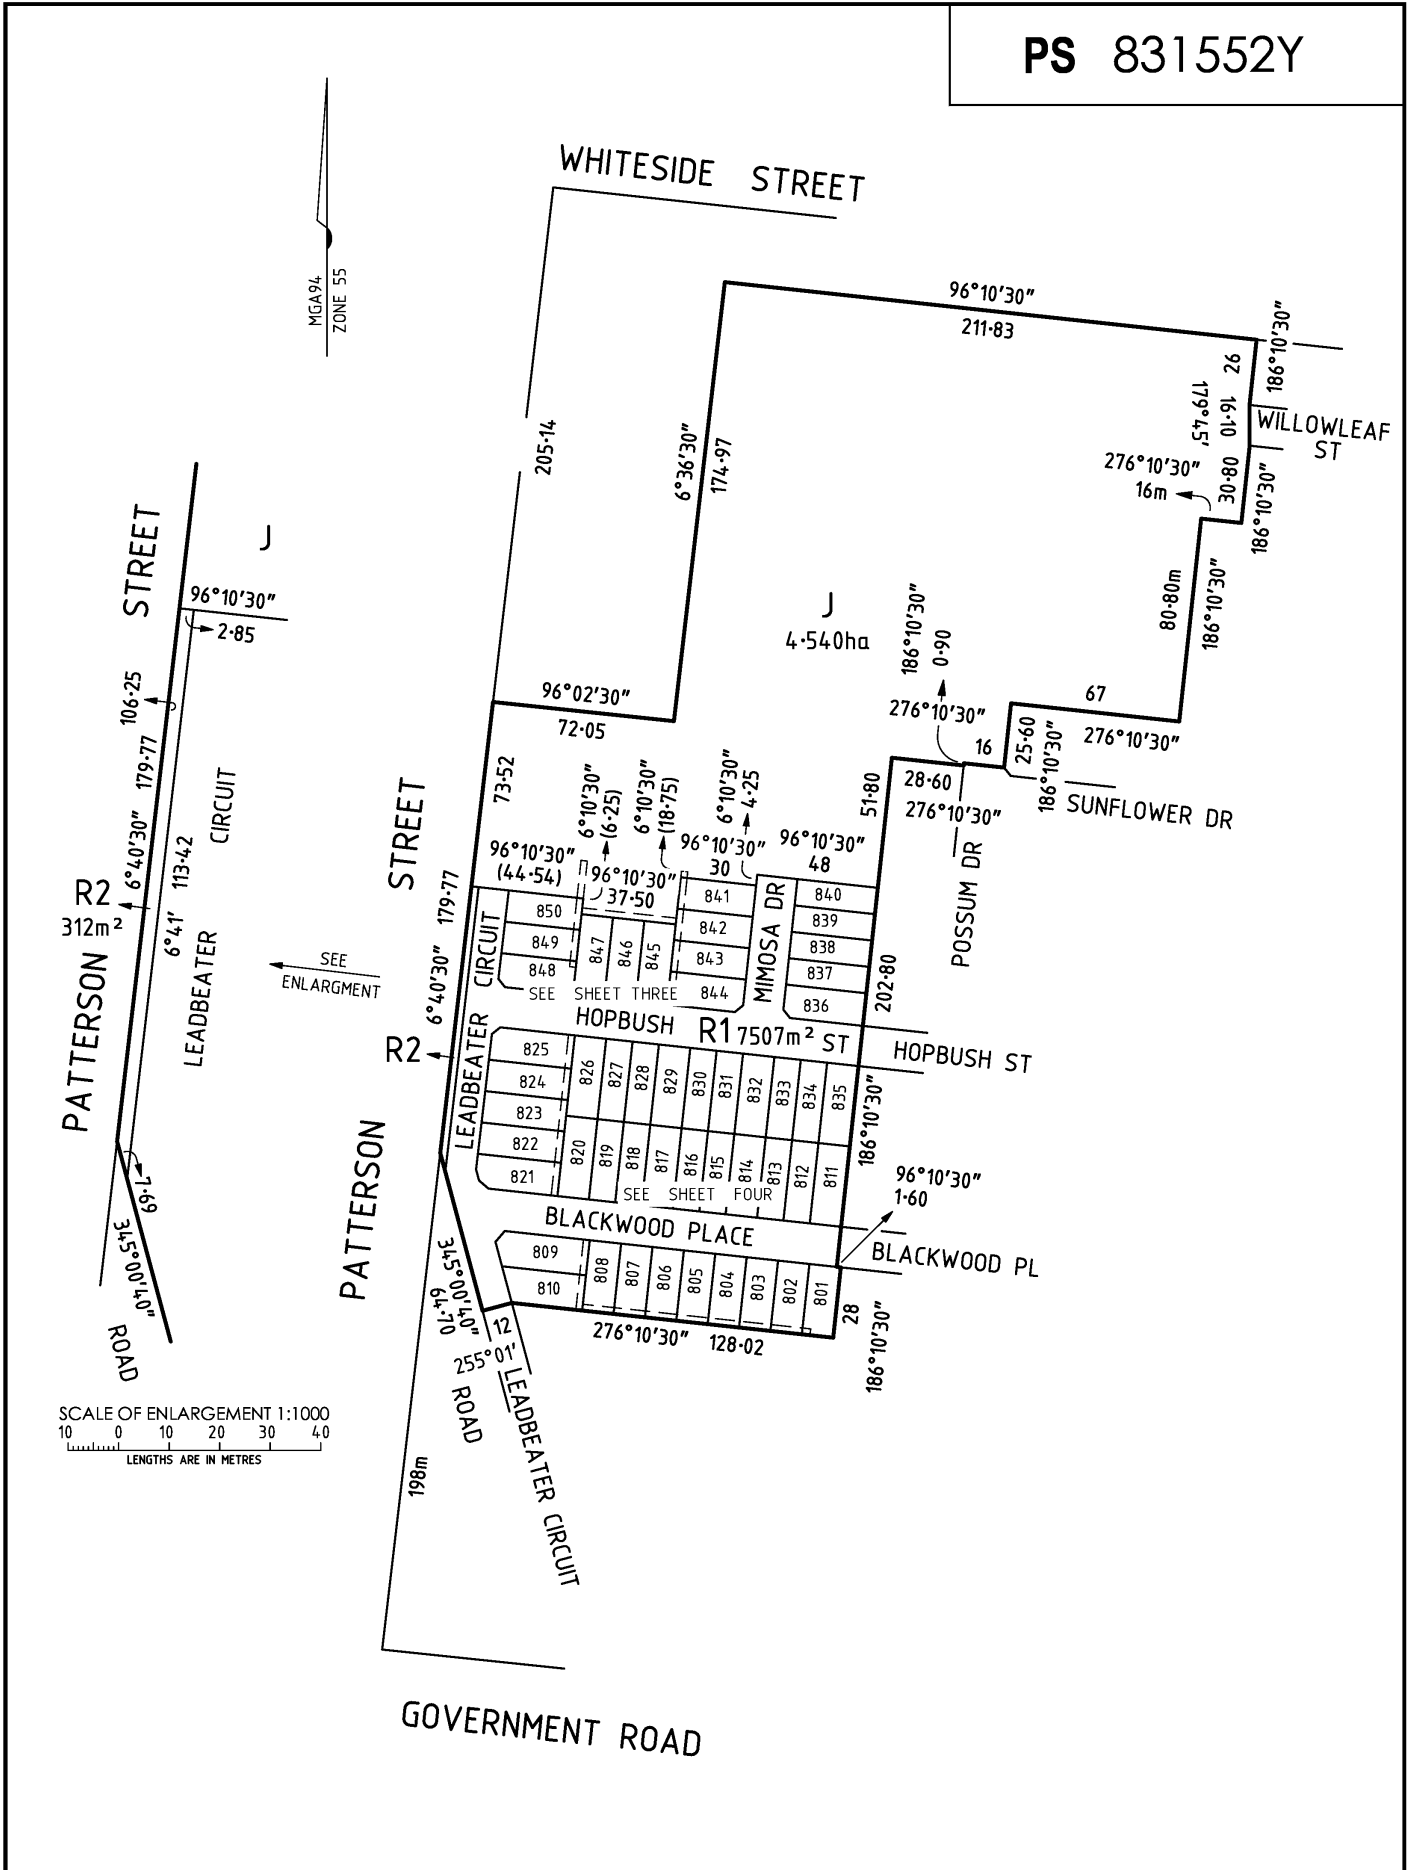 PS 831552Y
WHITESIDE STREET
MGA94
ZONE 55
96°10'30"
211·83
186°10'30"
26
179°45'
16·10
WILLOWLEAF
ST
276°10'30"
16m
30·80
186°10'30"
205·14
6°36'30"
174·97
80·80m
186°10'30"
J
4·540ha
186°10'30"
0·90
276°10'30"
16
67
276°10'30"
25·60
186°10'30"
SUNFLOWER DR
28·60
276°10'30"
POSSUM DR
51·80
96°02'30"
72·05
73·52
STREET
J
96°10'30"
2·85
106·25
179·77
6°40'30"
113·42
6°41'
CIRCUIT
LEADBEATER
R2
312m²
PATTERSON
7·69
345°00'40"
ROAD
SEE
ENLARGMENT
STREET
179·77
6°40'30"
R2
PATTERSON
96°10'30"
(44·54)
6°10'30"
(6·25)
6°10'30"
(18·75)
96°10'30"
37·50
96°10'30"
30
6°10'30"
4·25
96°10'30"
48
CIRCUIT
LEADBEATER
850
849
848
847
846
845
841
842
843
844
MIMOSA DR
840
839
838
837
836
SEE SHEET THREE
202·80
HOPBUSH R1 7507m² ST
HOPBUSH ST
825
824
823
822
821
826
827
828
829
830
831
832
833
834
835
820
819
818
817
816
815
814
813
812
811
SEE SHEET FOUR
186°10'30"
96°10'30"
1·60
BLACKWOOD PLACE
BLACKWOOD PL
809
810
808
807
806
805
804
803
802
801
28
186°10'30"
276°10'30" 128·02
345°00'40"
64·70
12
255°01'
ROAD
LEADBEATER CIRCUIT
198m
SCALE OF ENLARGEMENT 1:1000
10 0 10 20 30 40
LENGTHS ARE IN METRES
GOVERNMENT ROAD